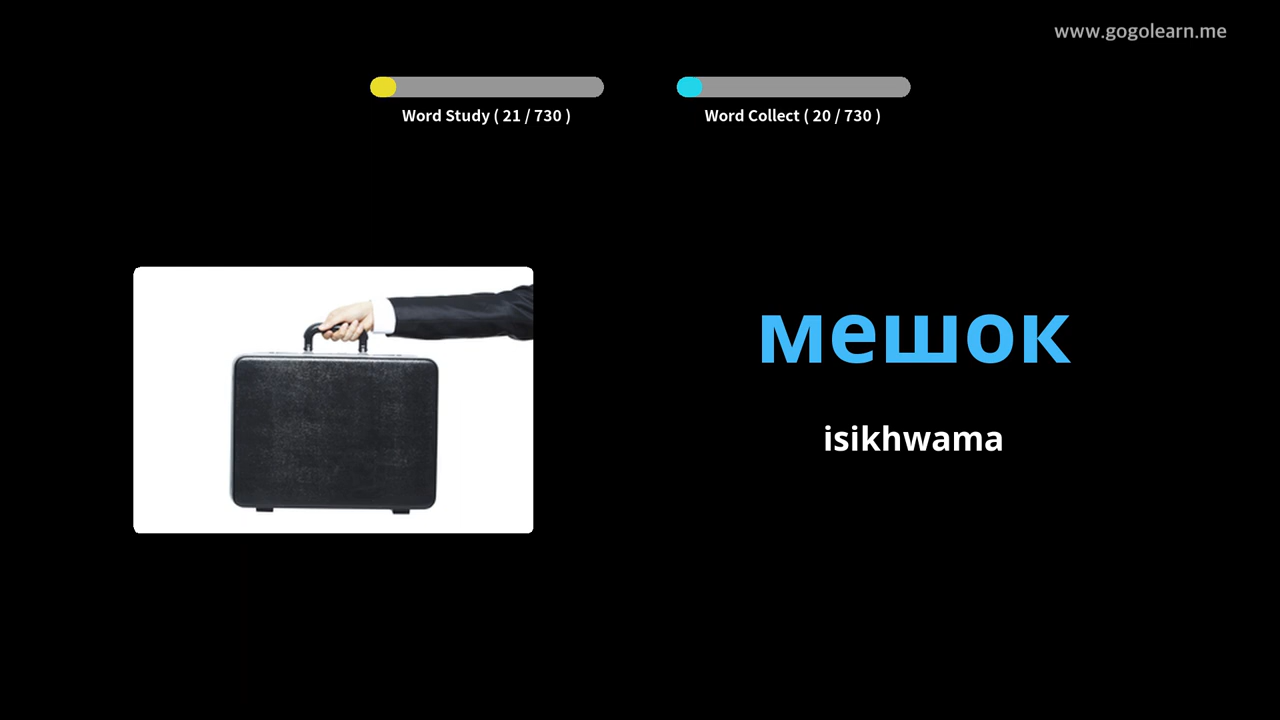 www.gogolearn.me
Word Study ( 21 / 730 )
Word Collect ( 20 / 730 )
мешок
isikhwama